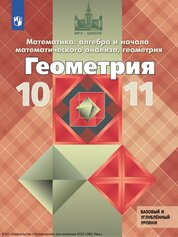 МГУ – ШКОЛЕ
Математика: алгебра и начала
математического анализа, геометрия
Геометрия
10
11
БАЗОВЫЙ И
УГЛУБЛЁННЫЙ
УРОВНИ